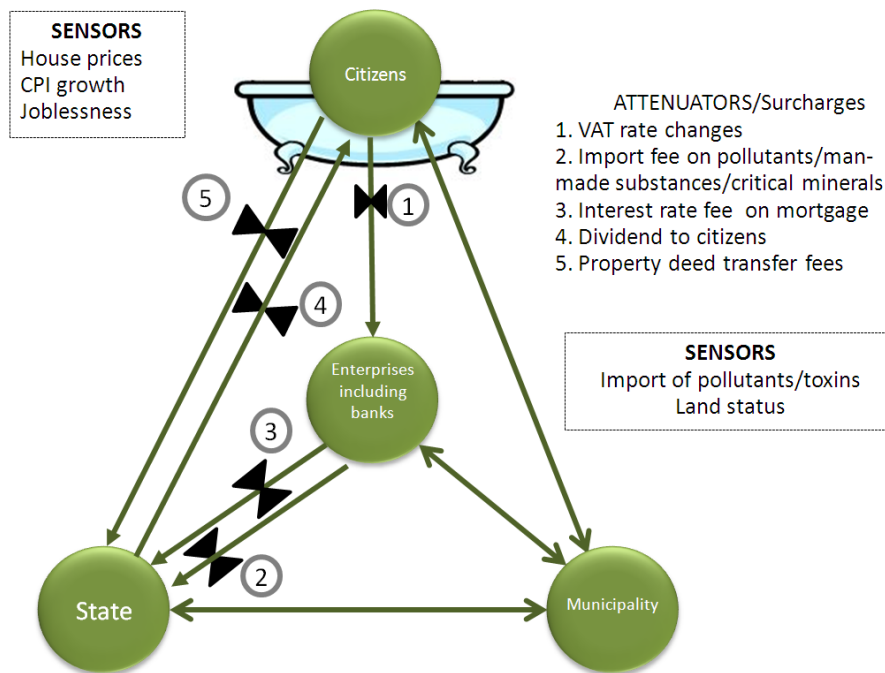 SENSORS
House prices
CPI growth
Joblessness
Citizens
ATTENUATORS/Surcharges
1. VAT rate changes
2. Import fee on pollutants/man-
made substances/critical minerals
3. Interest rate fee on mortgage
4. Dividend to citizens
5. Property deed transfer fees
5
1
4
SENSORS
Import of pollutants/toxins
Land status
Enterprises
including
banks
3
2
State
Municipality